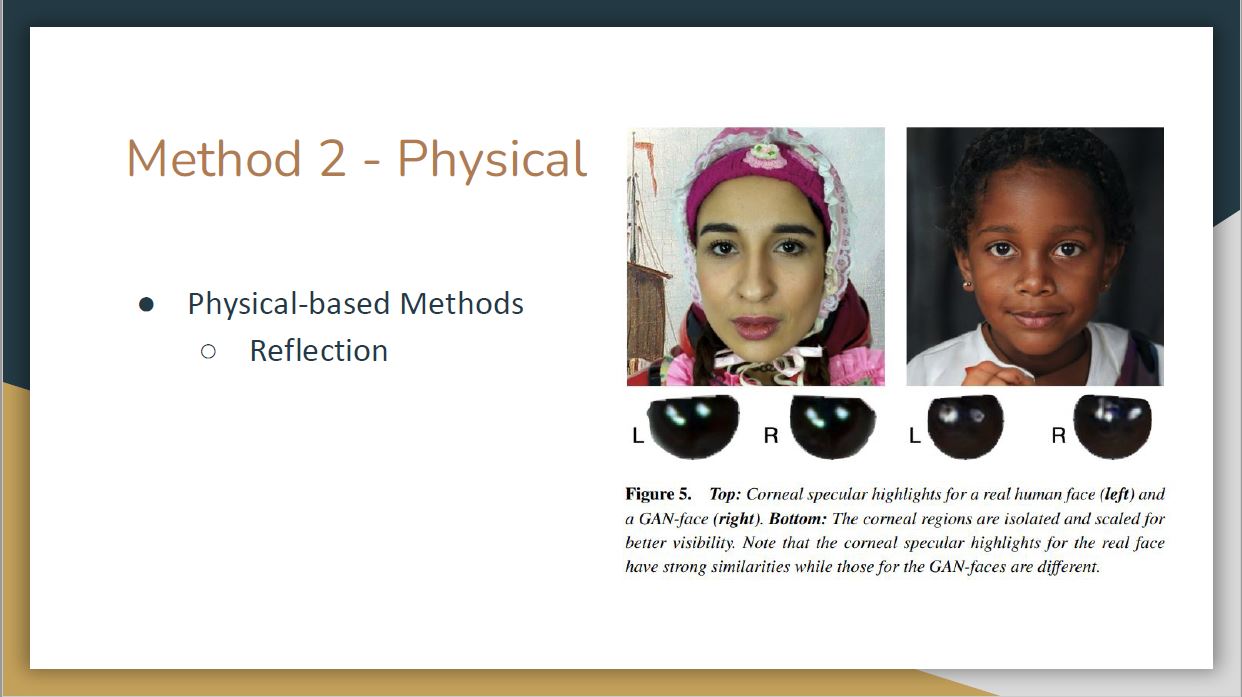 Method 2 - Physical
● Physical-based Methods
○ Reflection
L R L R
Figure 5. Top: Corneal specular highlights for a real human face (left) and
a GAN-face (right). Bottom: The corneal regions are isolated and scaled for
better visibility. Note that the corneal specular highlights for the real face
have strong similarities while those for the GAN-faces are different.